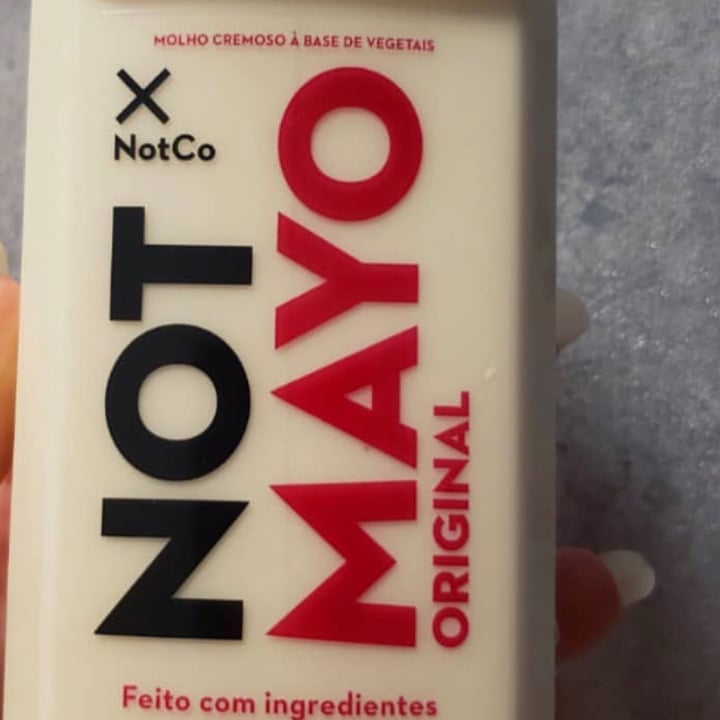 MOLHO CREMOSO À BASE DE VEGETAIS
NotCo
NOT
MAYO
ORIGINAL
Feito com ingredientes